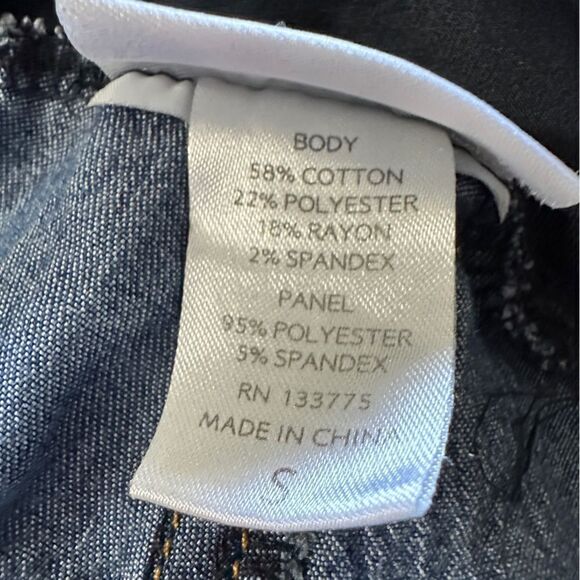 BODY
58% COTTON
22% POLYESTER
18% RAYON
2% SPANDEX
PANEL
95% POLYESTER
5% SPANDEX
RN 133775
MADE IN CHINA
S